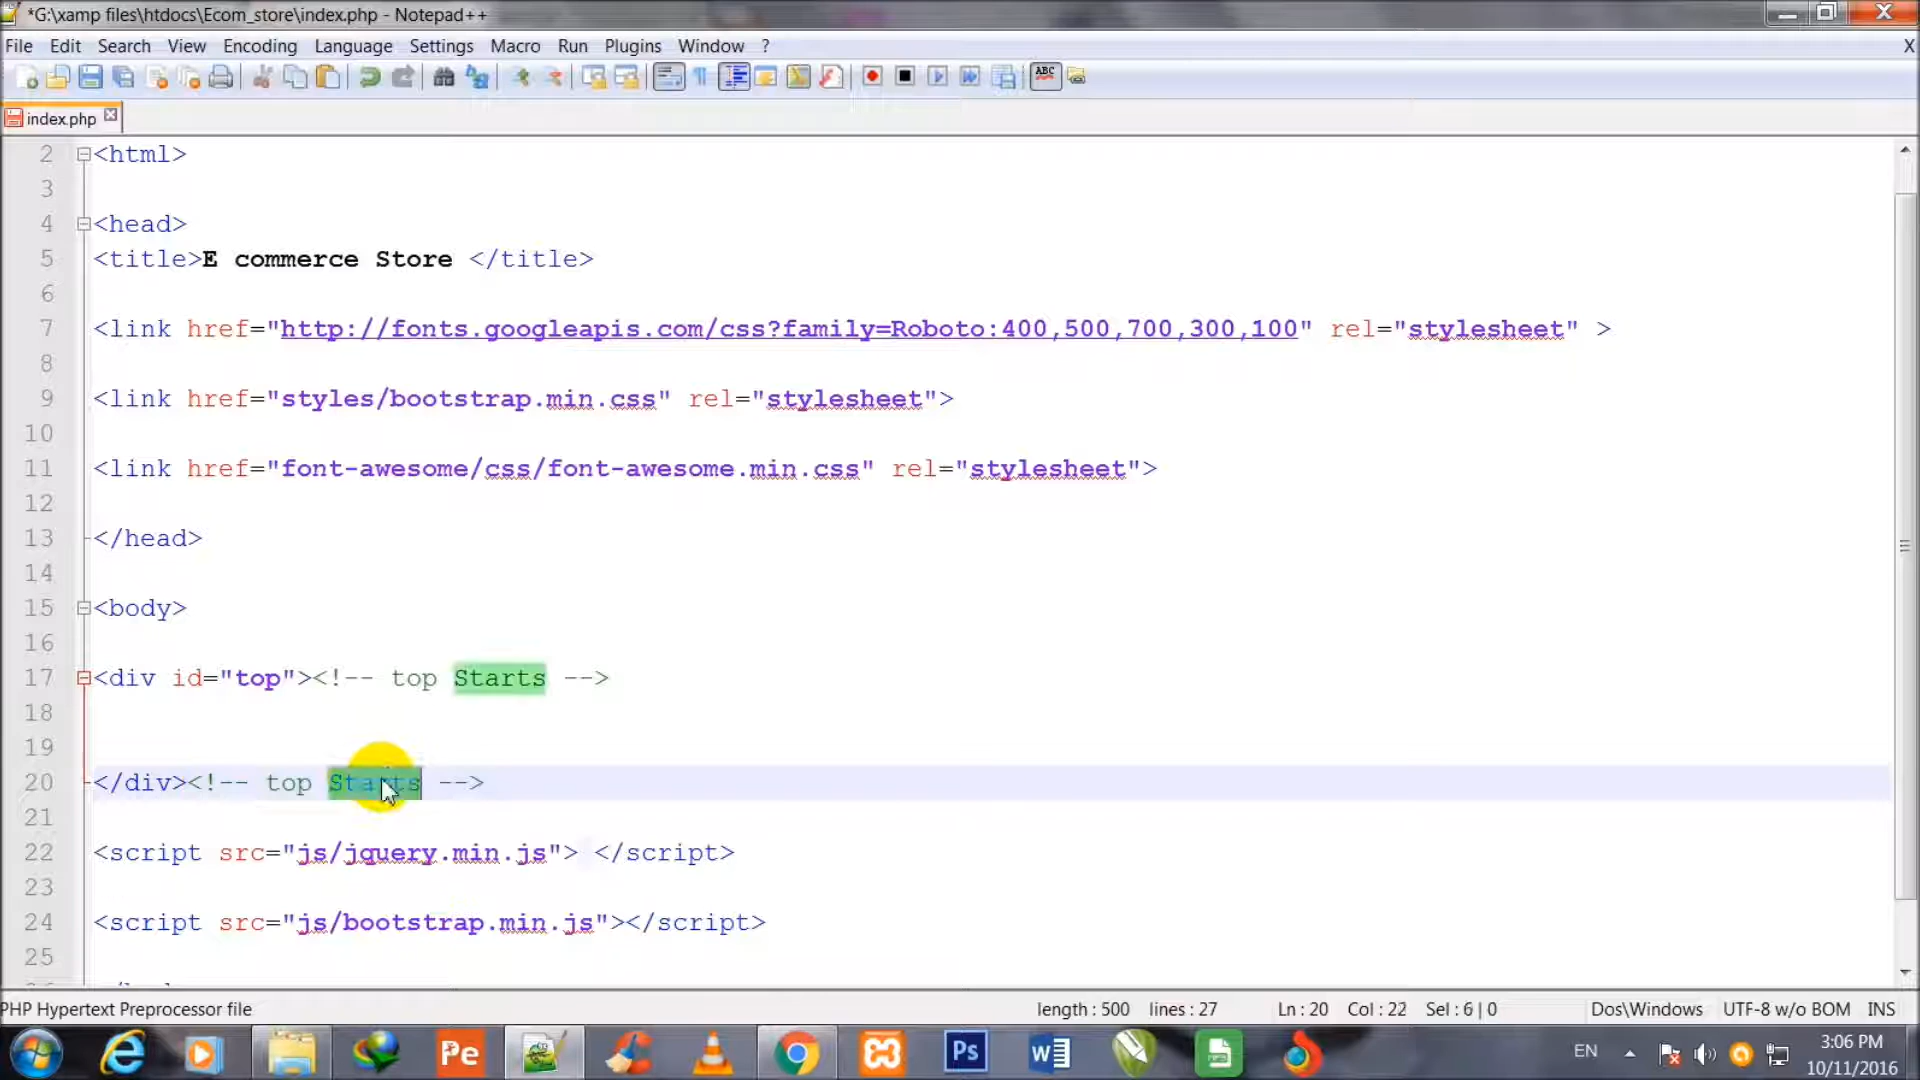 *G:\xamp files\htdocs\Ecom_store\index.php - Notepad++
File Edit Search View Encoding Language Settings Macro Run Plugins Window ? X
ABC
index.php
2 <html>
3
4 <head>
5 <title>E commerce Store </title>
6
7 <link href="http://fonts.googleapis.com/css?family=Roboto:400,500,700,300,100" rel="stylesheet" >
8
9 <link href="styles/bootstrap.min.css" rel="stylesheet">
10
11 <link href="font-awesome/css/font-awesome.min.css" rel="stylesheet">
12
13 </head>
14
15 <body>
16
17 <div id="top"><!-- top Starts -->
18
19
20 </div><!-- top Starts -->
21
22 <script src="js/jquery.min.js"> </script>
23
24 <script src="js/bootstrap.min.js"></script>
25
PHP Hypertext Preprocessor file length : 500 lines : 27 Ln : 20 Col : 22 Sel : 6 | 0 Dos\Windows UTF-8 w/o BOM INS
Pe Ps W EN 3:06 PM
10/11/2016